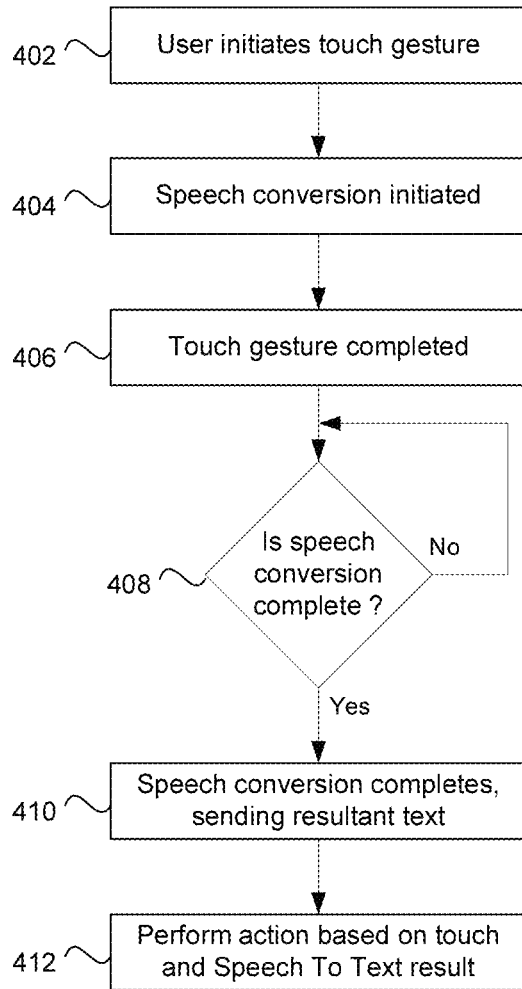 402
User initiates touch gesture
404
Speech conversion initiated
406
Touch gesture completed
408
Is speech
conversion
complete ?
No
Yes
410
Speech conversion completes,
sending resultant text
412
Perform action based on touch
and Speech To Text result